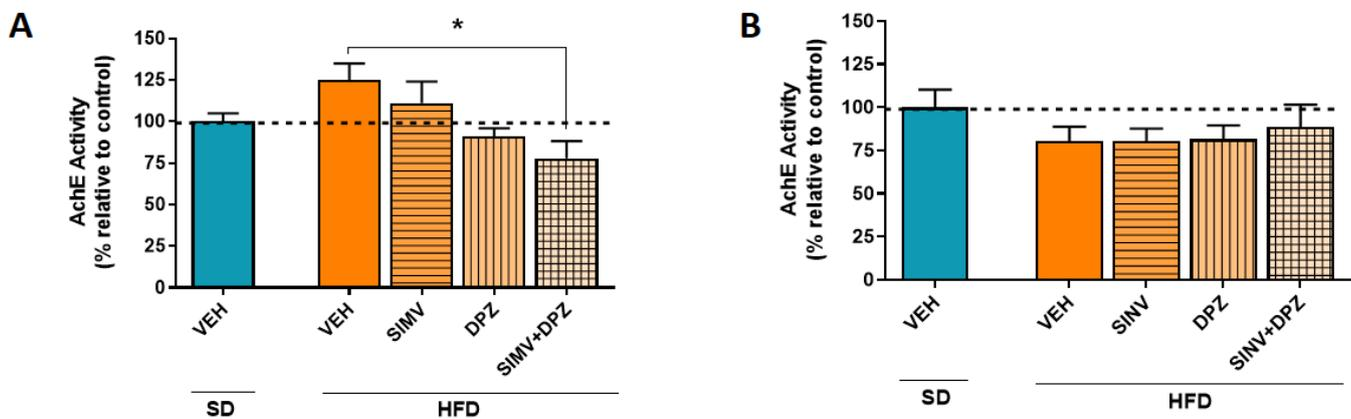 A
AchE Activity
(% relative to control)
150
125
100
75
50
25
0
*
VEH
VEH
SIMV
DPZ
SIMV+DPZ
SD
HFD
B
AchE Activity
(% relative to control)
150
125
100
75
50
25
0
VEH
VEH
SINV
DPZ
SINV+DPZ
SD
HFD